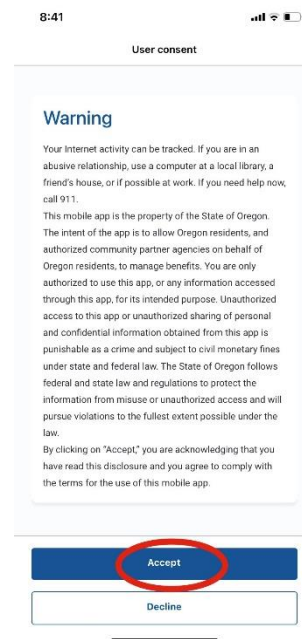 8:41
User consent
Warning
Your Internet activity can be tracked. If you are in an
abusive relationship, use a computer at a local library, a
friend's house, or if possible at work. If you need help now,
call 911.
This mobile app is the property of the State of Oregon.
The intent of the app is to allow Oregon residents, and
authorized community partner agencies on behalf of
Oregon residents, to manage benefits. You are only
authorized to use this app, or any information accessed
through this app, for its intended purpose. Unauthorized
access to this app or unauthorized sharing of personal
and confidential information obtained from this app is
punishable as a crime and subject to civil monetary fines
under state and federal law. The State of Oregon follows
federal and state law and regulations to protect the
information from misuse or unauthorized access and will
pursue violations to the fullest extent possible under the
law.
By clicking on "Accept," you are acknowledging that you
have read this disclosure and you agree to comply with
the terms for the use of this mobile app.
Accept
Decline